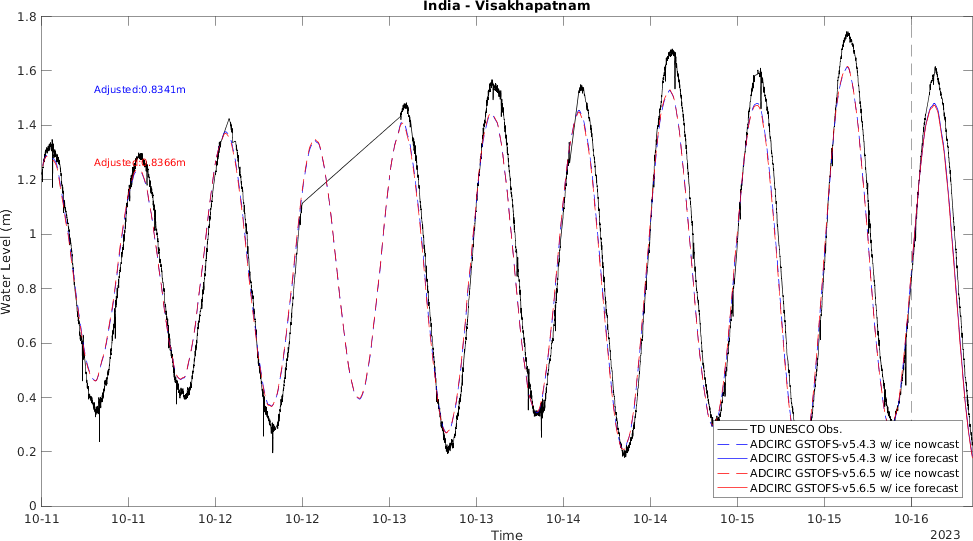 India - Visakhapatnam
1.8
1.6
1.4
1.2
1
0.8
0.6
0.4
0.2
0
Water Level (m)
Adjusted:0.8341m
Adjusted:0.8366m
TD UNESCO Obs.
ADCIRC GSTOFS-v5.4.3 w/ ice nowcast
ADCIRC GSTOFS-v5.4.3 w/ ice forecast
ADCIRC GSTOFS-v5.6.5 w/ ice nowcast
ADCIRC GSTOFS-v5.6.5 w/ ice forecast
10-11 10-11 10-12 10-12 10-13 10-13 10-14 10-14 10-15 10-15 10-16
Time
2023